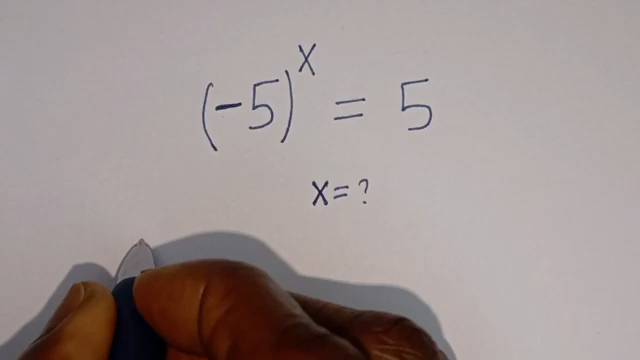 (-5)^x = 5
x = ?